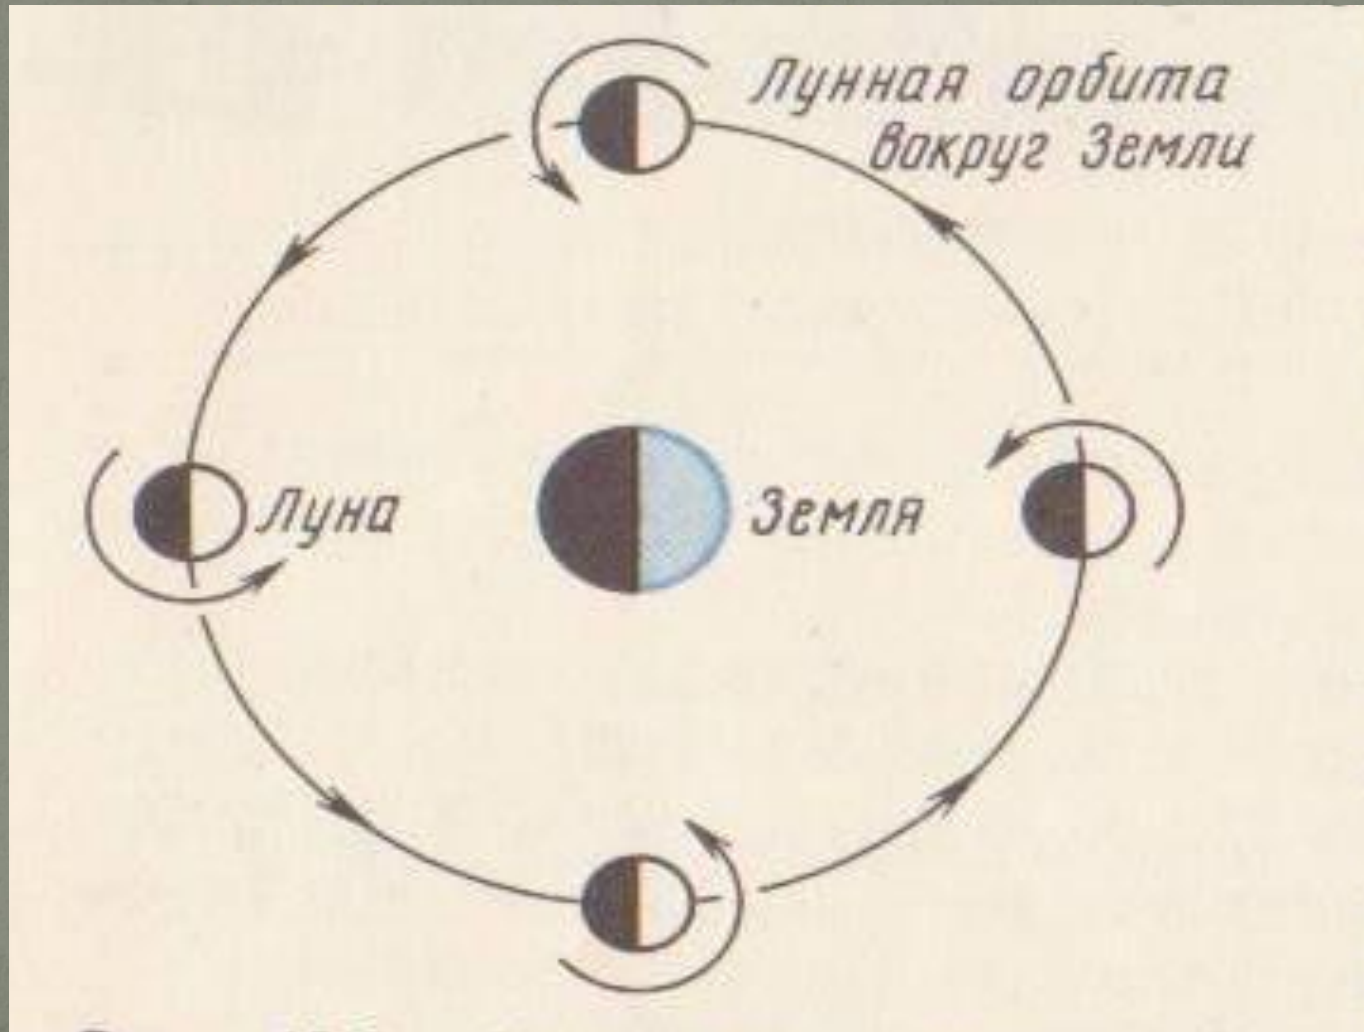 Лунная орбита
вокруг Земли
Луна
Земля